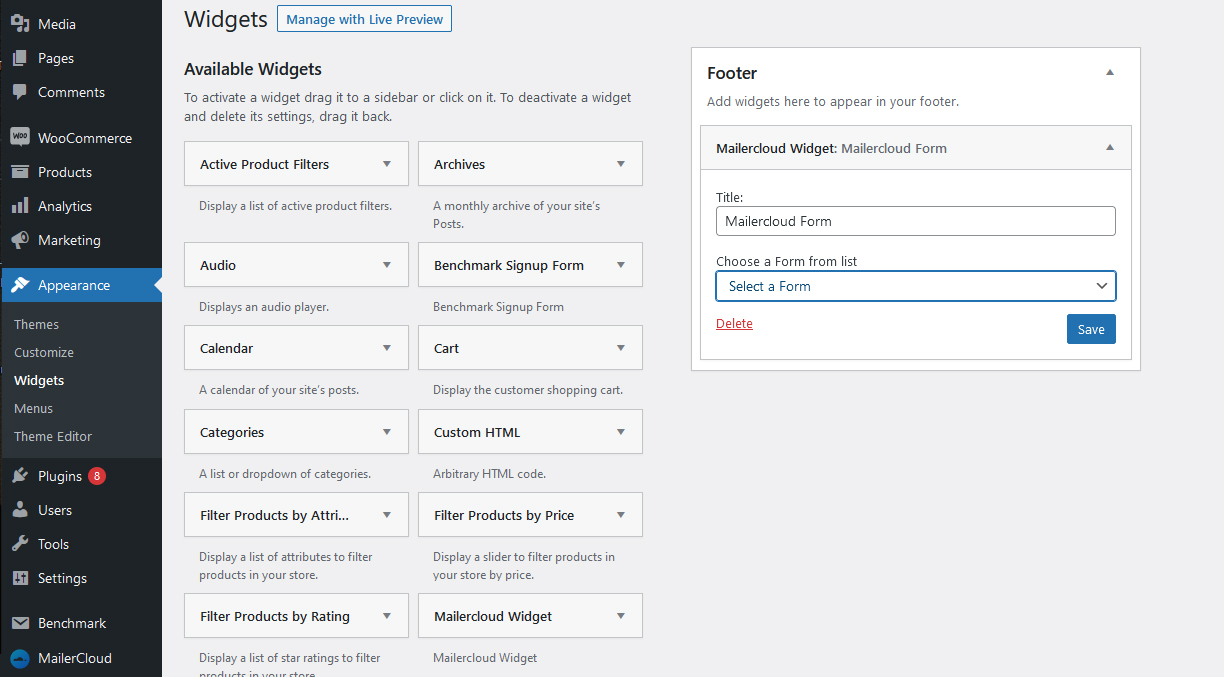 Media
Pages
Comments
WOO
WooCommerce
Products
Analytics
Marketing
Appearance
Themes
Customize
Widgets
Menus
Theme Editor
Plugins 8
Users
Tools
Settings
Benchmark
MailerCloud
Widgets
Manage with Live Preview
Available Widgets
To activate a widget drag it to a sidebar or click on it. To deactivate a widget
and delete its settings, drag it back.
Active Product Filters
Display a list of active product filters.
Archives
A monthly archive of your site's
Posts.
Audio
Displays an audio player.
Benchmark Signup Form
Benchmark Signup Form
Calendar
A calendar of your site's posts.
Cart
Display the customer shopping cart.
Categories
A list or dropdown of categories.
Custom HTML
Arbitrary HTML code.
Filter Products by Attri...
Display a list of attributes to filter
products in your store.
Filter Products by Price
Display a slider to filter products in
your store by price.
Filter Products by Rating
Display a list of star ratings to filter
products in your store.
Mailercloud Widget
Mailercloud Widget
Footer
Add widgets here to appear in your footer.
Mailercloud Widget: Mailercloud Form
Title:
Mailercloud Form
Choose a Form from list
Select a Form
Delete
Save